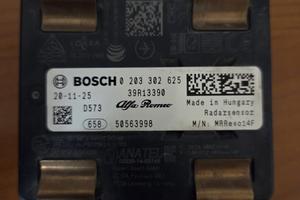 BOSCH 0 203 302 625
20-11-25 39R13390
D573 Alfa Romeo Made in Hungary
Radarsensor
658 50563998 M/N: MRRevo14F
ANATEL